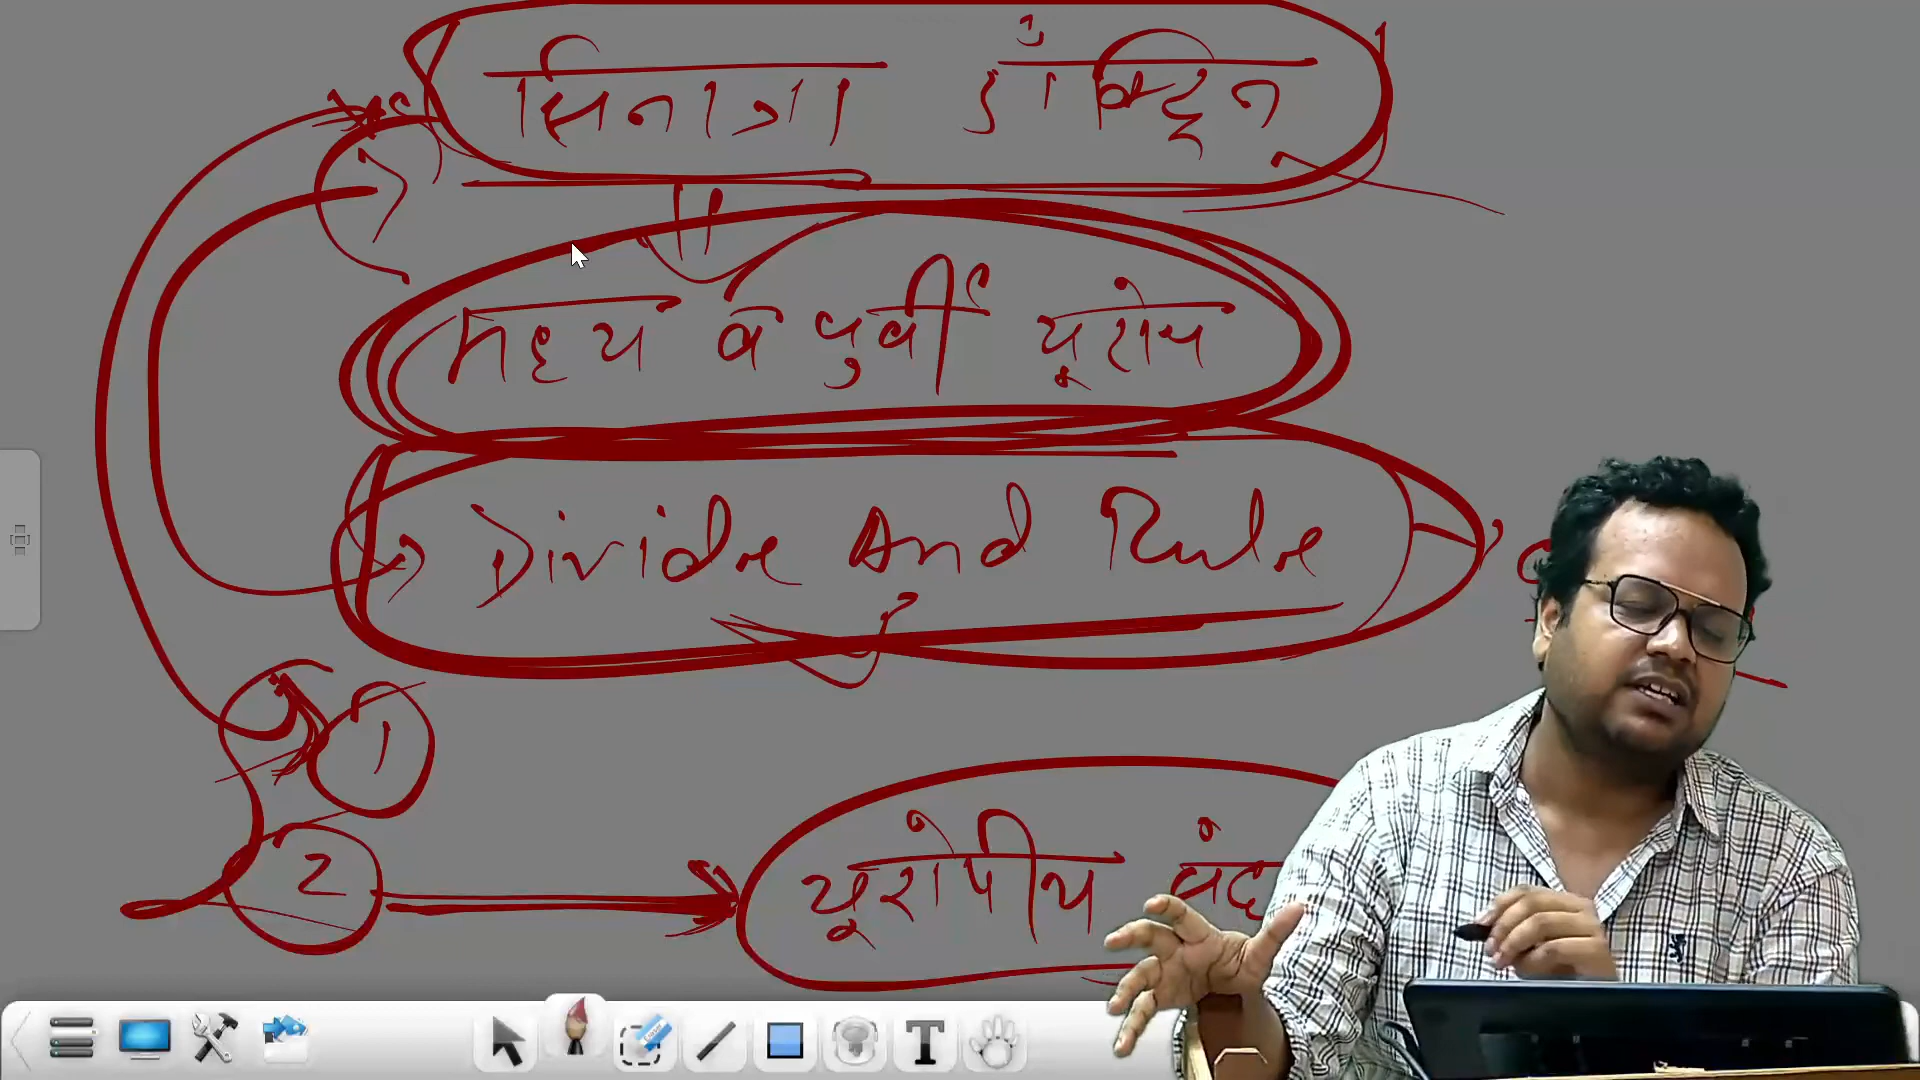 सिनात्रा डॉक्ट्रिन
मध्य व पुर्वी यूरोप
Divide And Rule
1
2 यूरोपीय
T